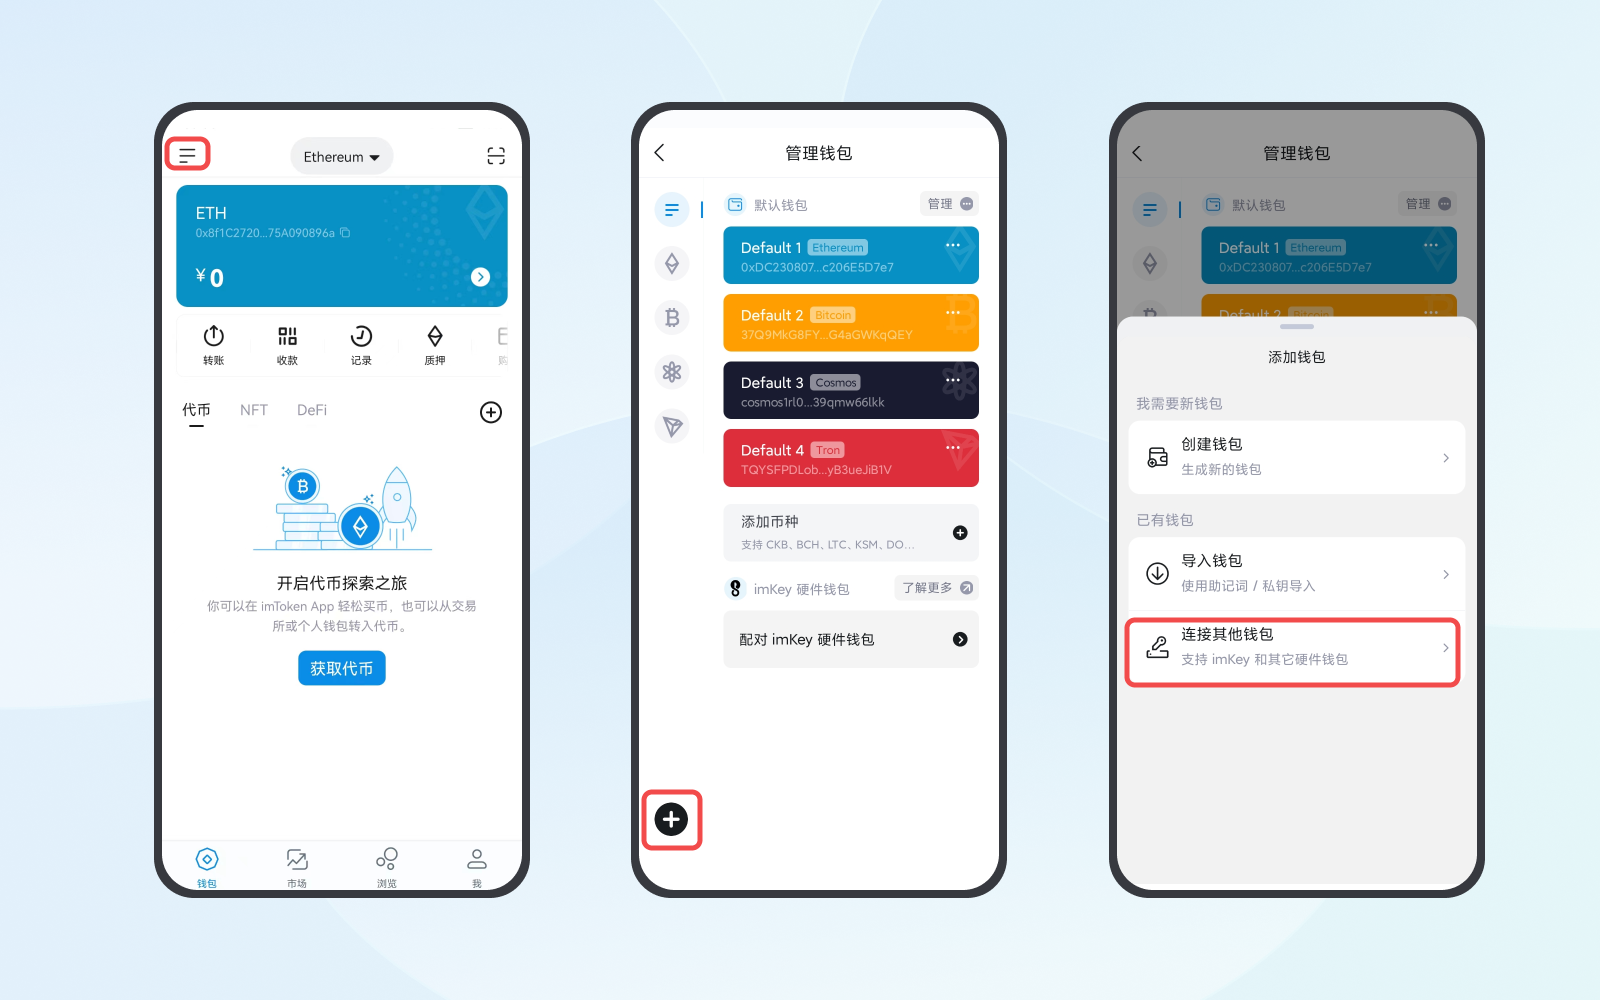 Ethereum
ETH
0x8f1C2720...75A090896a
¥ 0
转账
收款
记录
质押
购
代币
NFT
DeFi
开启代币探索之旅
你可以在 imToken App 轻松买币，也可以从交易
所或个人钱包转入代币。
获取代币
钱包
市场
浏览
我
管理钱包
默认钱包
管理
Default 1 Ethereum
0xDC230807...c206E5D7e7
Default 2 Bitcoin
37Q9MkG8FY...G4aGWKqQEY
Default 3 Cosmos
cosmos1rl0...39qmw66lkk
Default 4 Tron
TQYSFPDLob...yB3ueJiB1V
添加币种
支持 CKB、BCH、LTC、KSM、DO...
imKey 硬件钱包
了解更多
配对 imKey 硬件钱包
管理钱包
默认钱包
管理
Default 1 Ethereum
0xDC230807...c206E5D7e7
Default 2 Bitcoin
添加钱包
我需要新钱包
创建钱包
生成新的钱包
已有钱包
导入钱包
使用助记词 / 私钥导入
连接其他钱包
支持 imKey 和其它硬件钱包